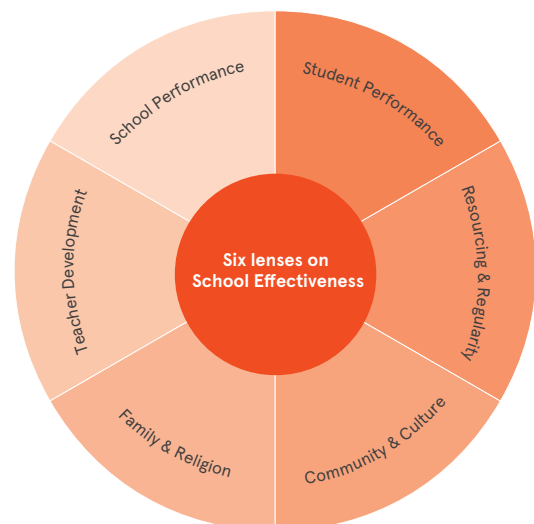 Six lenses on
School Effectiveness
Student Performance
Resourcing & Regularity
Community & Culture
Family & Religion
Teacher Development
School Performance